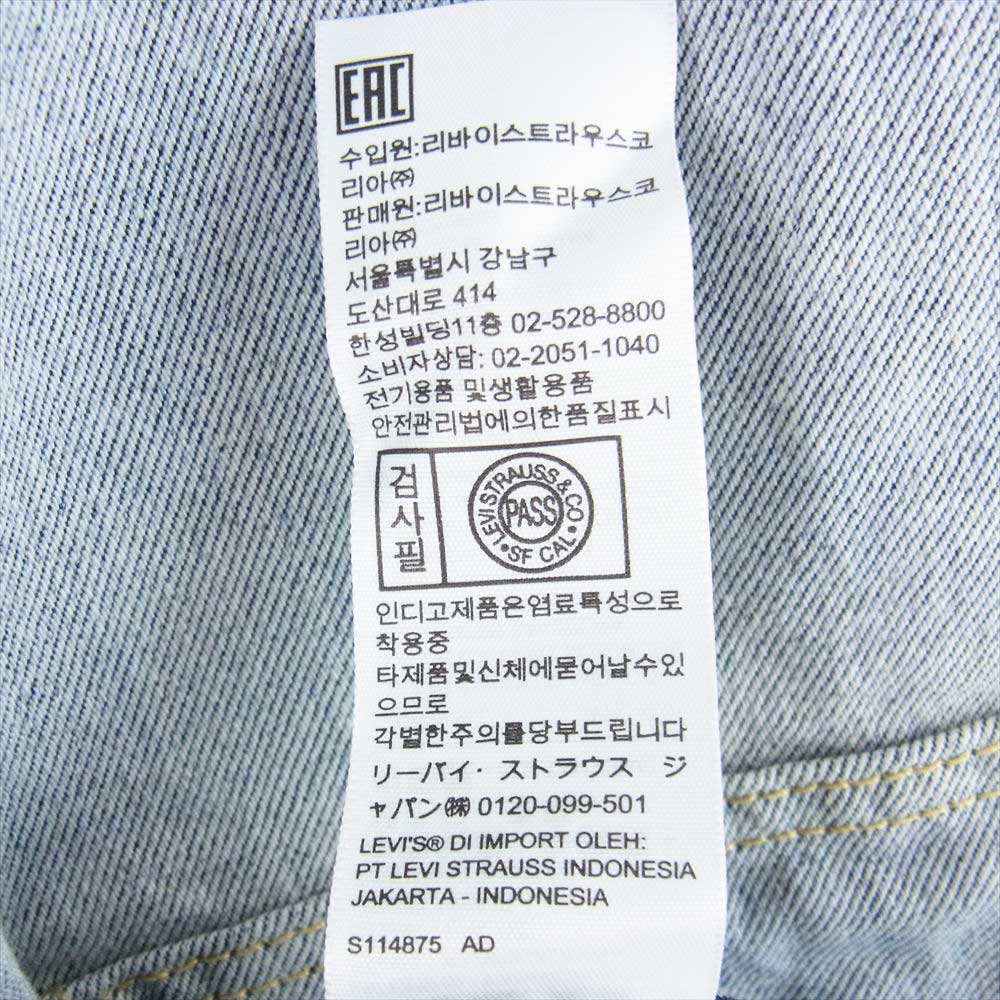 EAC
수입원:리바이스트라우스코
리아㈜
판매원:리바이스트라우스코
리아㈜
서울특별시 강남구
도산대로 414
한성빌딩11층 02-528-8800
소비자상담: 02-2051-1040
전기용품 및생활용품
안전관리법에의한품질표시
검사필
LEVI STRAUSS & CO
PASS
•SF CAL•
인디고제품은염료특성으로
착용중
타제품및신체에묻어날수있
으므로
각별한주의를당부드립니다
リーバイ・ストラウス ジ
ャパン㈱ 0120-099-501
LEVI'S® DI IMPORT OLEH:
PT LEVI STRAUSS INDONESIA
JAKARTA - INDONESIA
S114875 AD